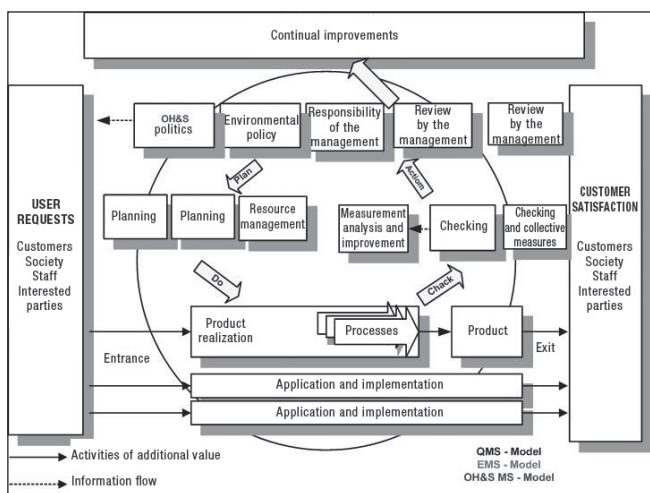 Continual improvements
OH&S
politics
Environmental
policy
Responsibility
of the
management
Review
by the
management
Review
by the
management
Plan
Action
USER
REQUESTS
Customers
Society
Staff
Interested
parties
Planning
Planning
Resource
management
Measurement
analysis and
improvement
Checking
Checking
and collective
measures
CUSTOMER
SATISFACTION
Customers
Society
Staff
Interested
parties
Do
Chack
Product
realization
Processes
Product
Entrance
Exit
Application and implementation
Application and implementation
Activities of additional value
Information flow
QMS - Model
EMS - Model
OH&S MS - Model